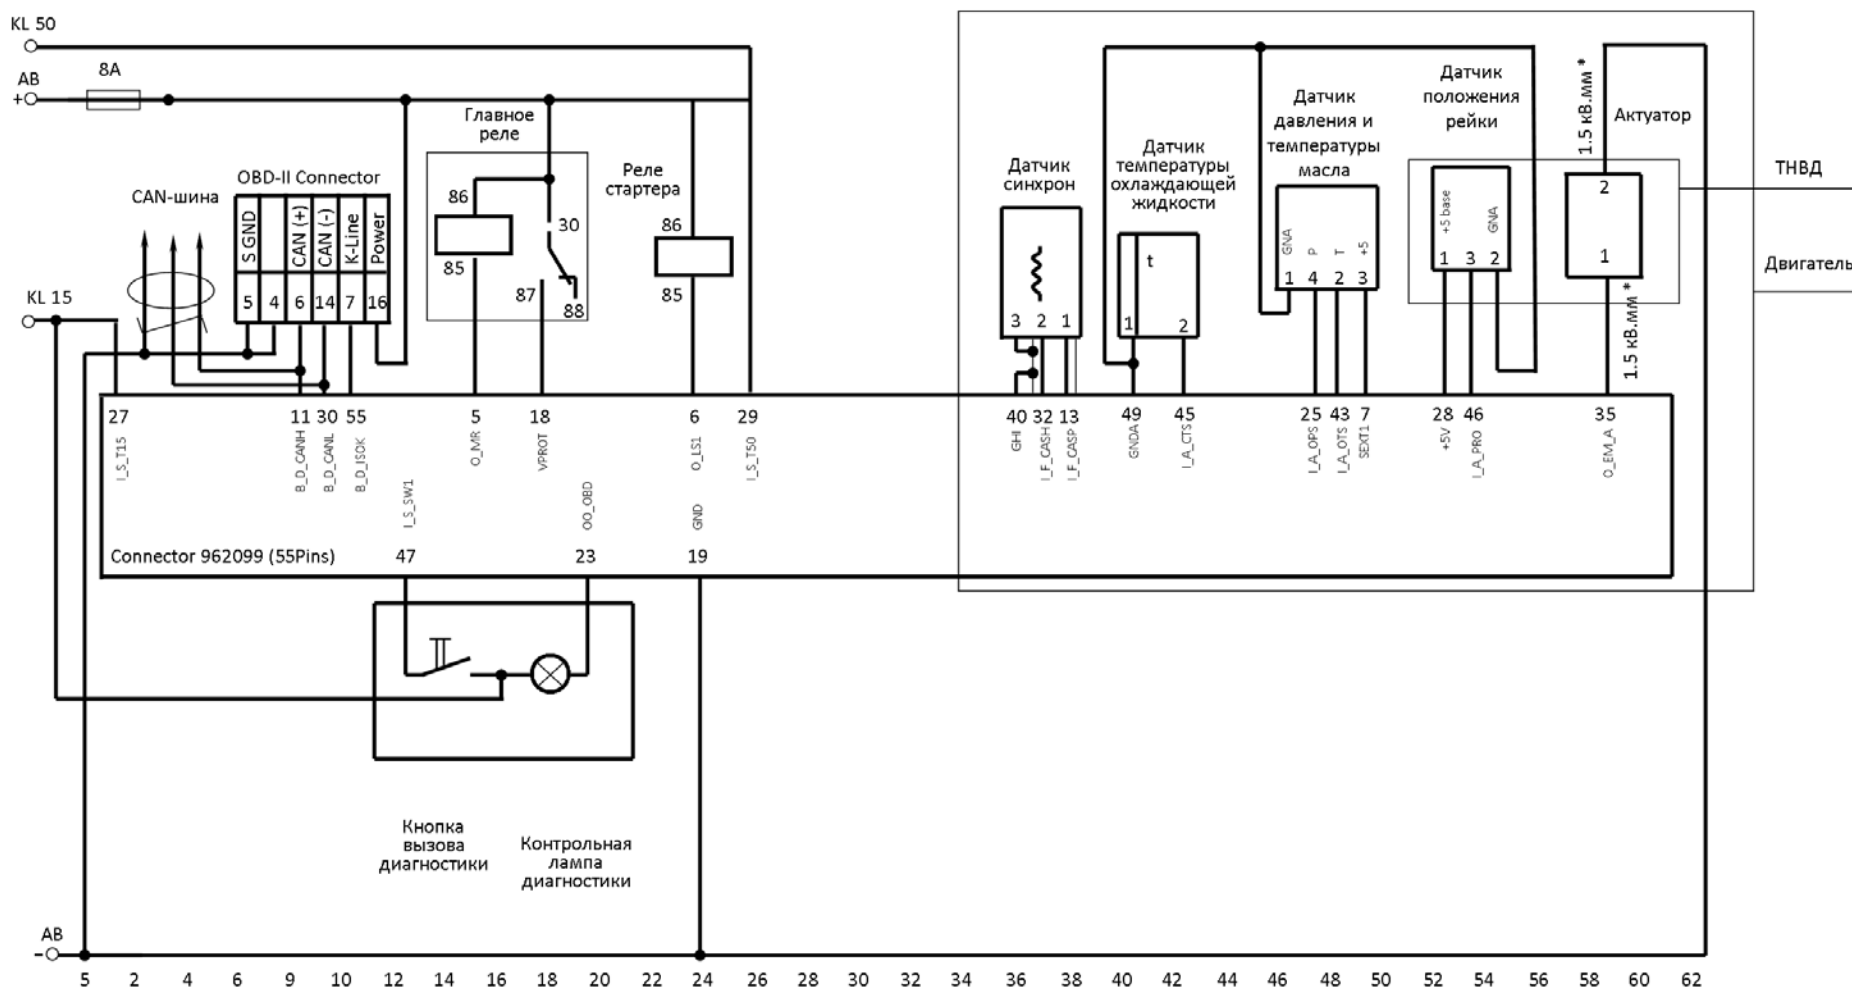 KL 50
AB
+
8A
Главное
реле
Реле
стартера
OBD-II Connector
CAN-шина
S GND
CAN (+)
CAN (-)
K-Line
Power
5 4 6 14 7 16
86
85
30
87
88
86
85
KL 15
Датчик
синхрон
3 2 1
Датчик
температуры
охлаждающей
жидкости
t
1 2
Датчик
давления и
температуры
масла
GNA P T +5
1 4 2 3
Датчик
положения
рейки
+5 base GNA
1 3 2
1.5 кВ.мм *
Актуатор
2
1
1.5 кВ.мм *
ТНВД
Двигатель
27 11 30 55 5 18 6 29 40 32 13 49 45 25 43 7 28 46 35
I_S_T15
B_D_CANH
B_D_CANL
B_D_ISOK
O_MR
VPROT
O_LS1
I_S_T50
GHI
I_F_CASH
I_F_CASP
GNDA
I_A_CTS
I_A_OPS
I_A_OTS
SEXT1
+5V
I_A_PRO
O_EM_A
I_S_SW1
OO_OBD
GND
Connector 962099 (55Pins) 47 23 19
Кнопка
вызова
диагностики
Контрольная
лампа
диагностики
AB
-
5 2 4 6 9 10 12 14 16 18 20 22 24 26 28 30 32 34 36 38 40 42 44 46 48 50 52 54 56 58 60 62